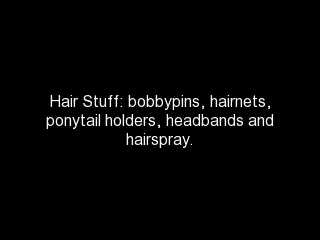 Hair Stuff: bobbypins, hairnets,
ponytail holders, headbands and
hairspray.